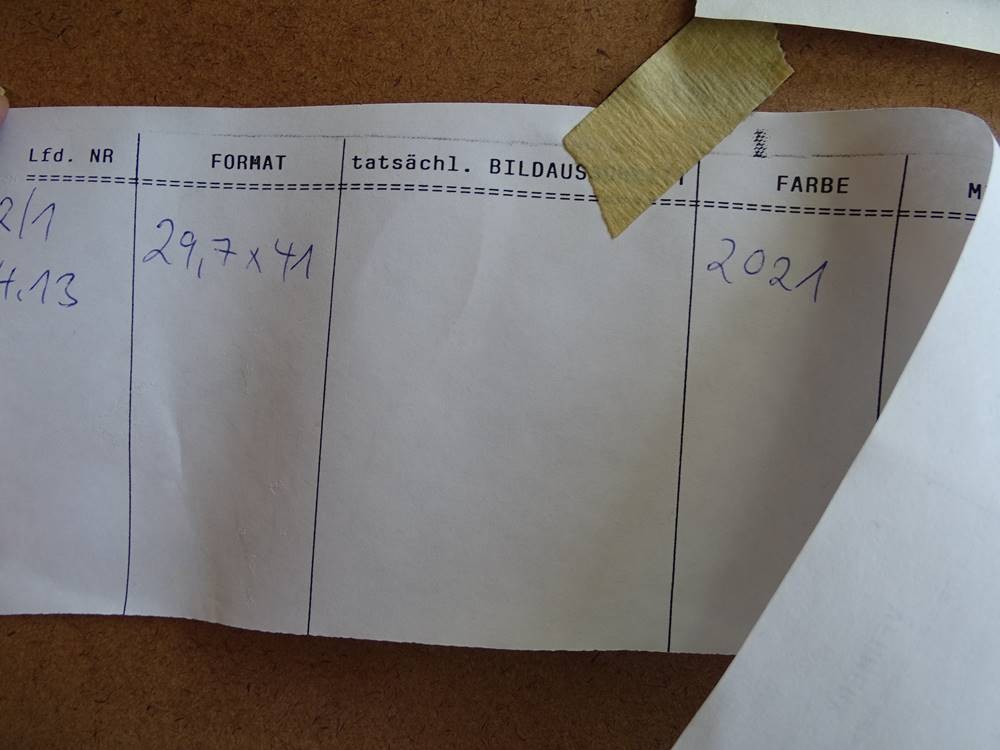 Lfd. NR FORMAT tatsächl. BILDAUS FARBE M
2/1 29,7 x 41 2021
4.13